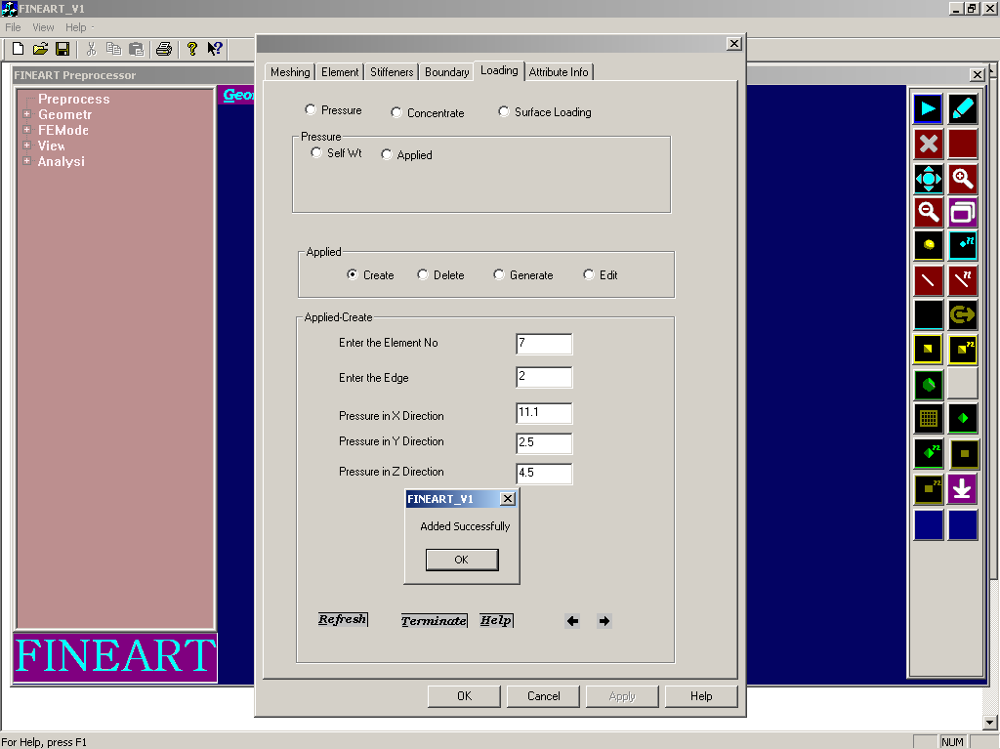 FINEART_V1
File View Help
FINEART Preprocessor
Preprocess
Geometr
FEMode
View
Analysi
Geor
FINEART
Meshing Element Stiffeners Boundary Loading Attribute Info
Pressure Concentrate Surface Loading
Pressure
Self Wt Applied
Applied
Create Delete Generate Edit
Applied-Create
Enter the Element No 7
Enter the Edge 2
Pressure in X Direction 11.1
Pressure in Y Direction 2.5
Pressure in Z Direction 4.5
FINEART_V1
Added Successfully
OK
Refresh Terminate Help
OK Cancel Apply Help
n
n
n
n
n
For Help, press F1 NUM